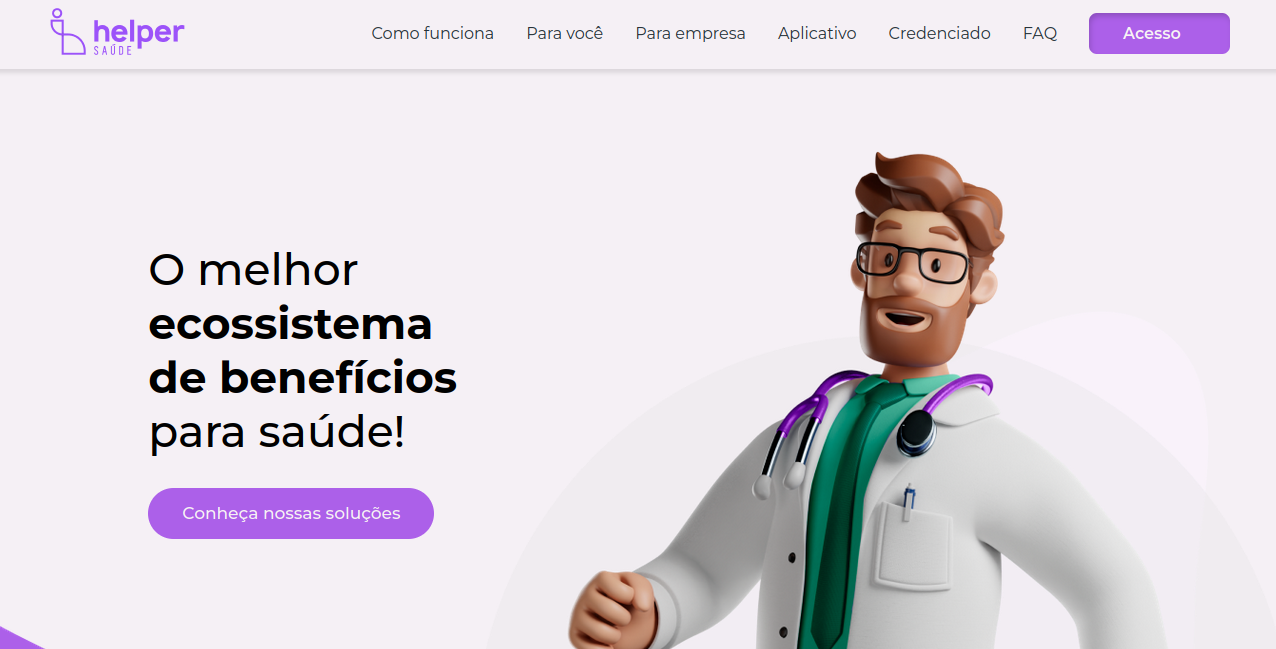 helper
SAÚDE
Como funciona Para você Para empresa Aplicativo Credenciado FAQ Acesso
O melhor
ecossistema
de benefícios
para saúde!
Conheça nossas soluções